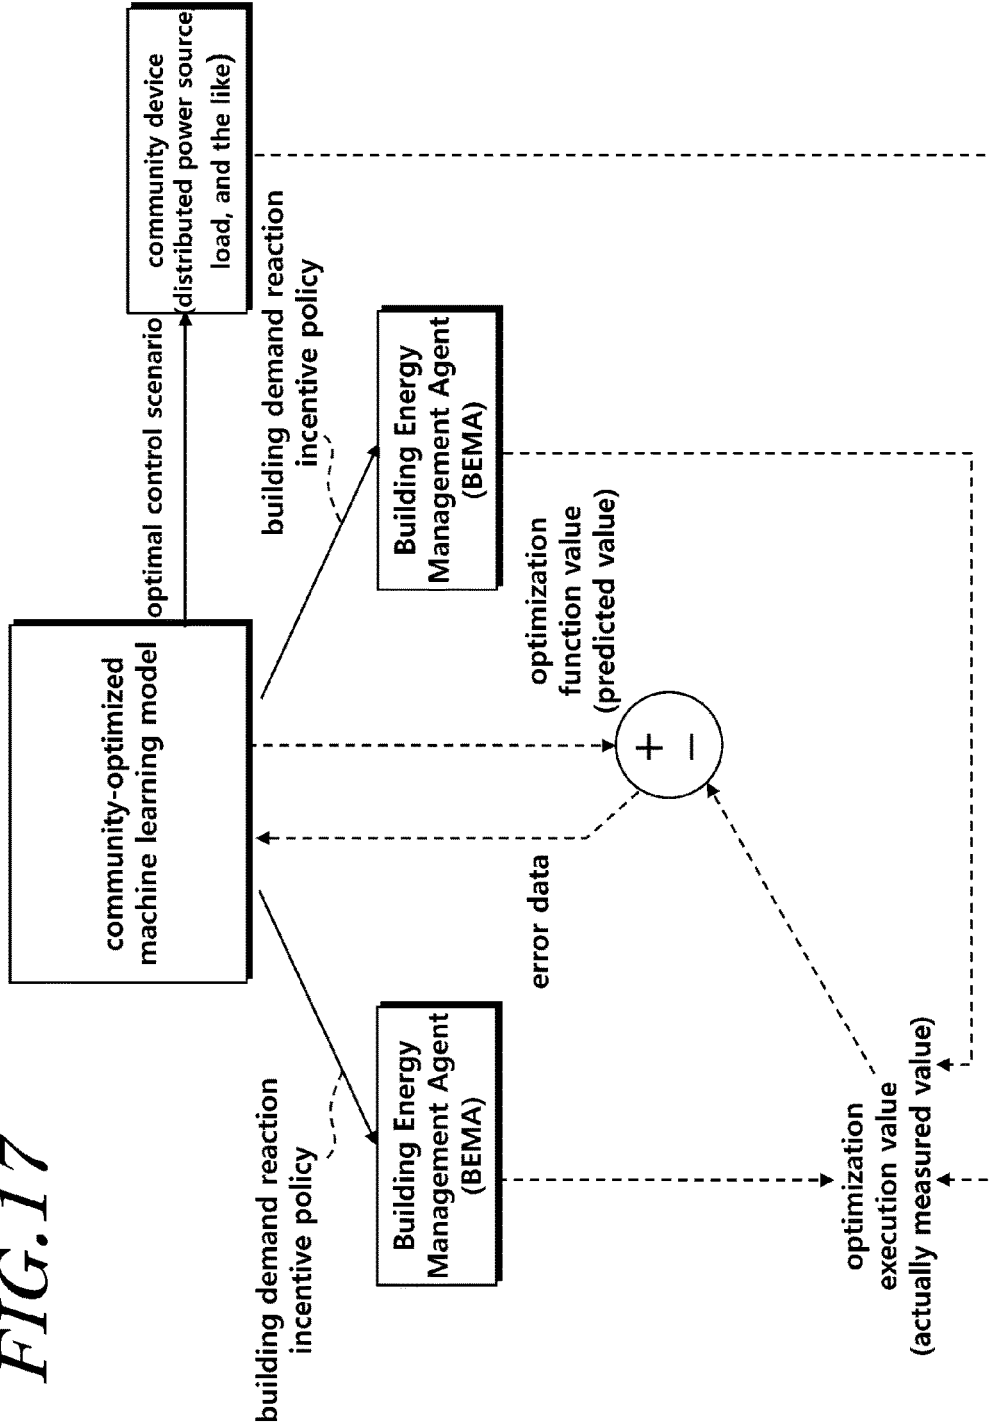 FIG.17
community-optimized
machine learning model
optimal control scenario
community device
(distributed power source,
load, and the like)
building demand reaction
incentive policy
building demand reaction
incentive policy
Building Energy
Management Agent
(BEMA)
Building Energy
Management Agent
(BEMA)
error data
optimization
function value
(predicted value)
+
−
optimization
execution value
(actually measured value)